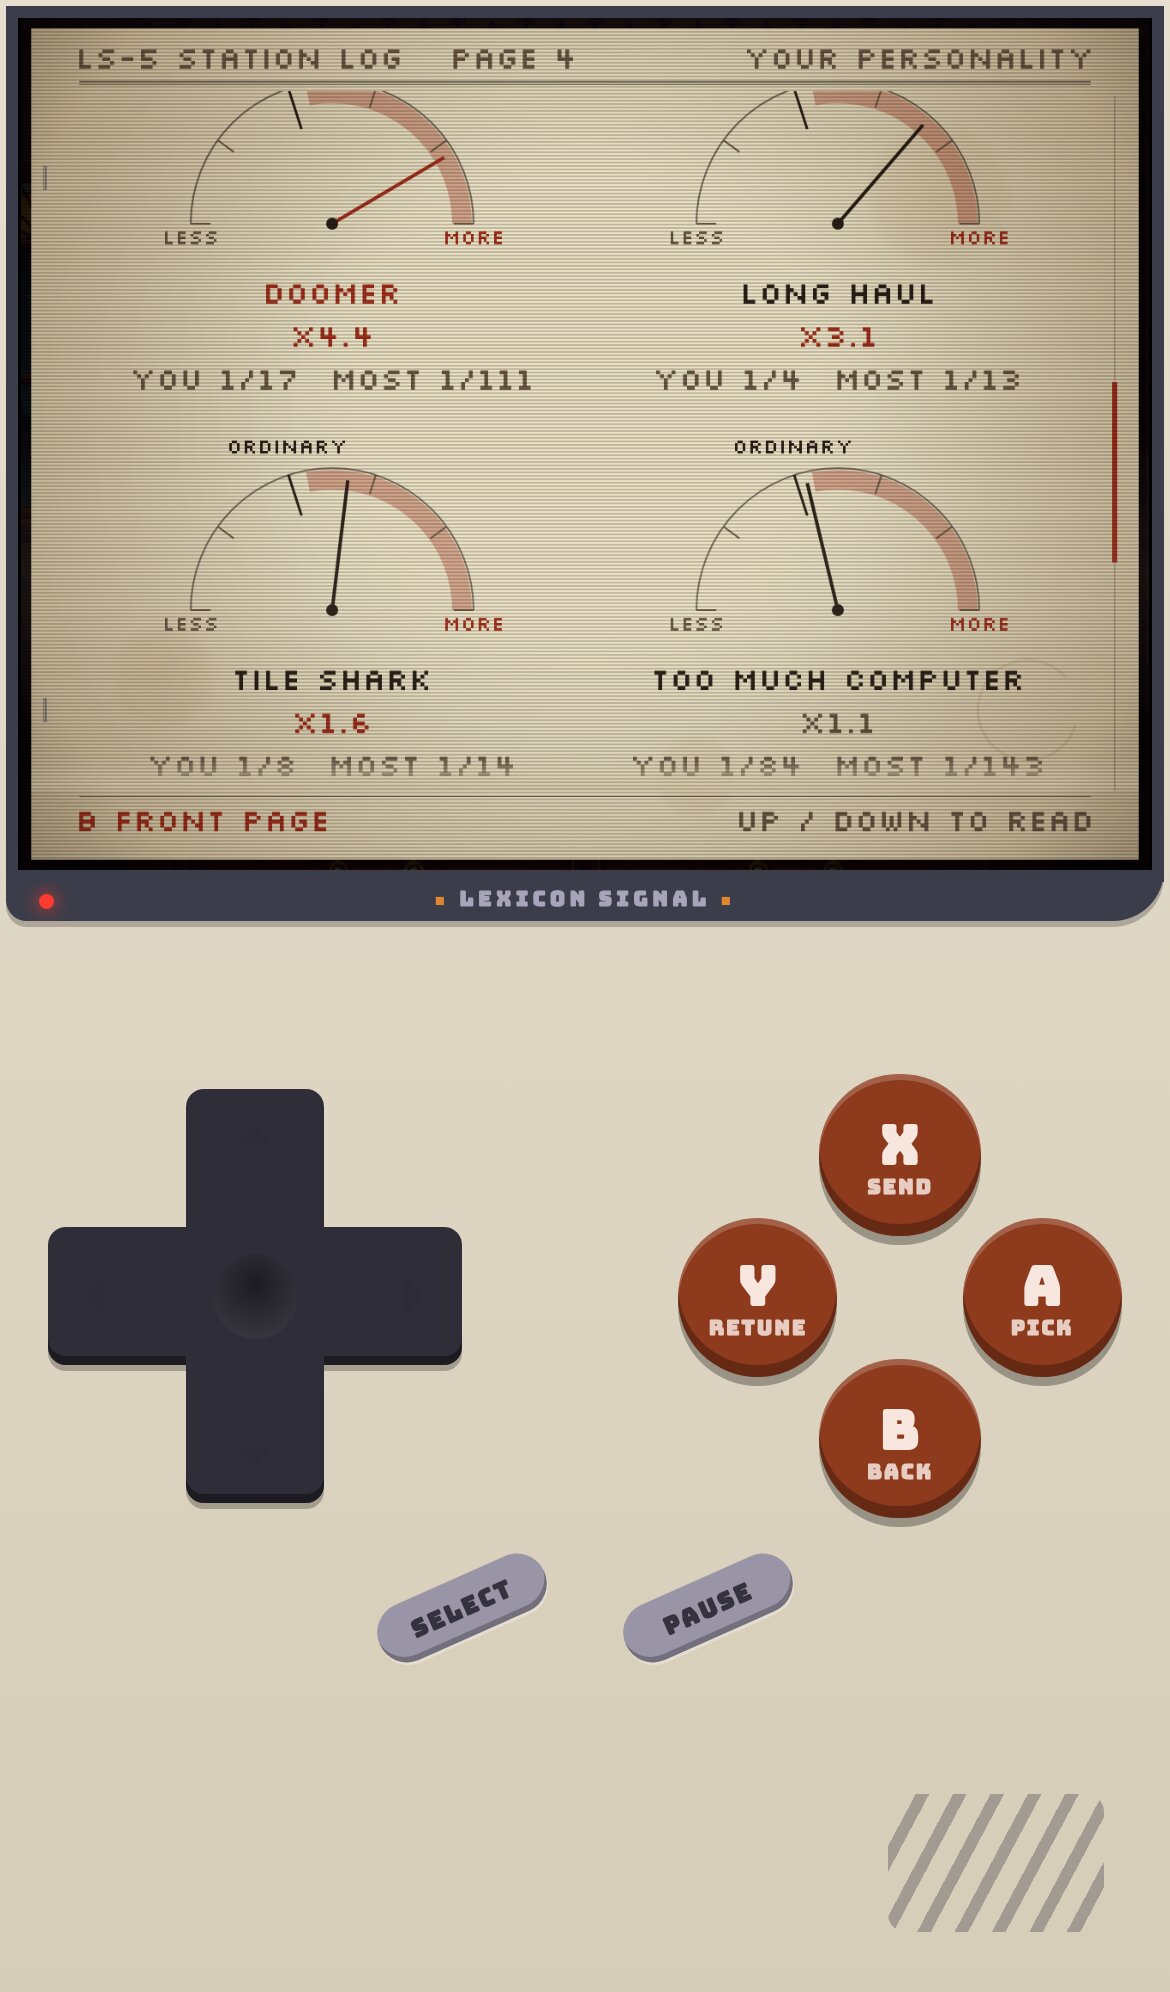 LS-5 STATION LOG PAGE 4 YOUR PERSONALITY
LESS MORE LESS MORE
DOOMER LONG HAUL
X4.4 X3.1
YOU 1/17 MOST 1/111 YOU 1/4 MOST 1/13
ORDINARY ORDINARY
LESS MORE LESS MORE
TILE SHARK TOO MUCH COMPUTER
X1.6 X1.1
YOU 1/8 MOST 1/14 YOU 1/84 MOST 1/143
B FRONT PAGE UP / DOWN TO READ
LEXICON SIGNAL
X
SEND
Y A
RETUNE PICK
B
BACK
SELECT PAUSE